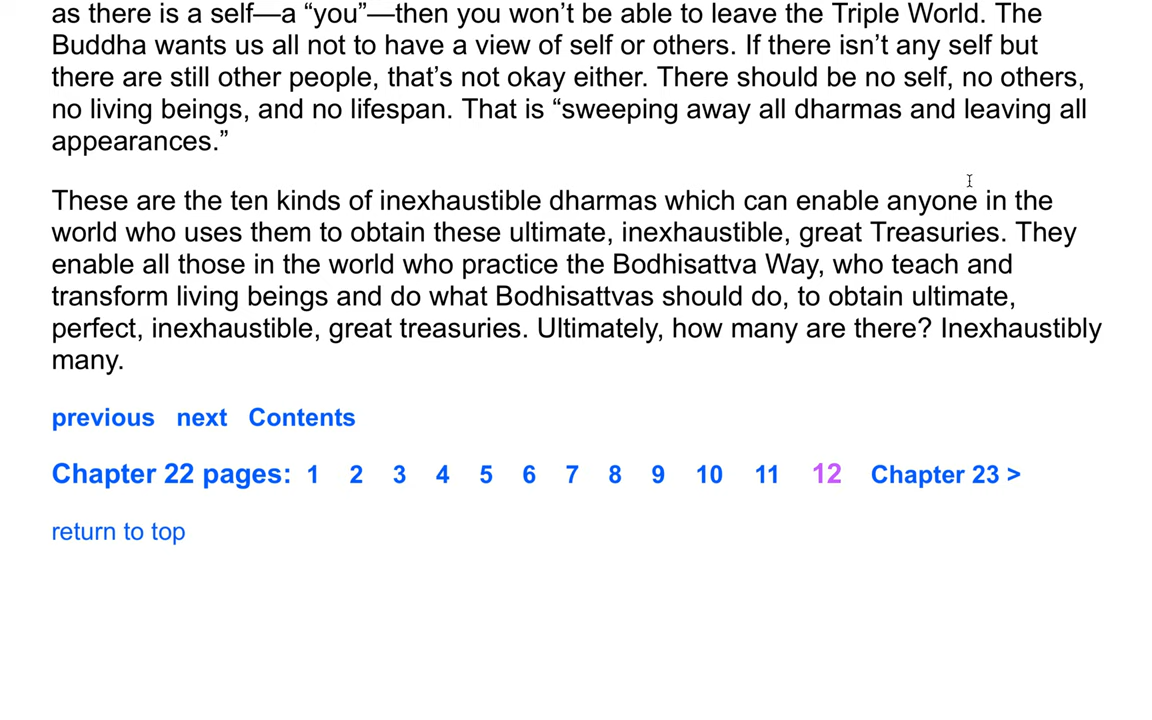 as there is a self—a “you”—then you won’t be able to leave the Triple World. The
Buddha wants us all not to have a view of self or others. If there isn’t any self but
there are still other people, that’s not okay either. There should be no self, no others,
no living beings, and no lifespan. That is “sweeping away all dharmas and leaving all
appearances.”
These are the ten kinds of inexhaustible dharmas which can enable anyone in the
world who uses them to obtain these ultimate, inexhaustible, great Treasuries. They
enable all those in the world who practice the Bodhisattva Way, who teach and
transform living beings and do what Bodhisattvas should do, to obtain ultimate,
perfect, inexhaustible, great treasuries. Ultimately, how many are there? Inexhaustibly
many.
previous next Contents
Chapter 22 pages: 1 2 3 4 5 6 7 8 9 10 11 12 Chapter 23 >
return to top